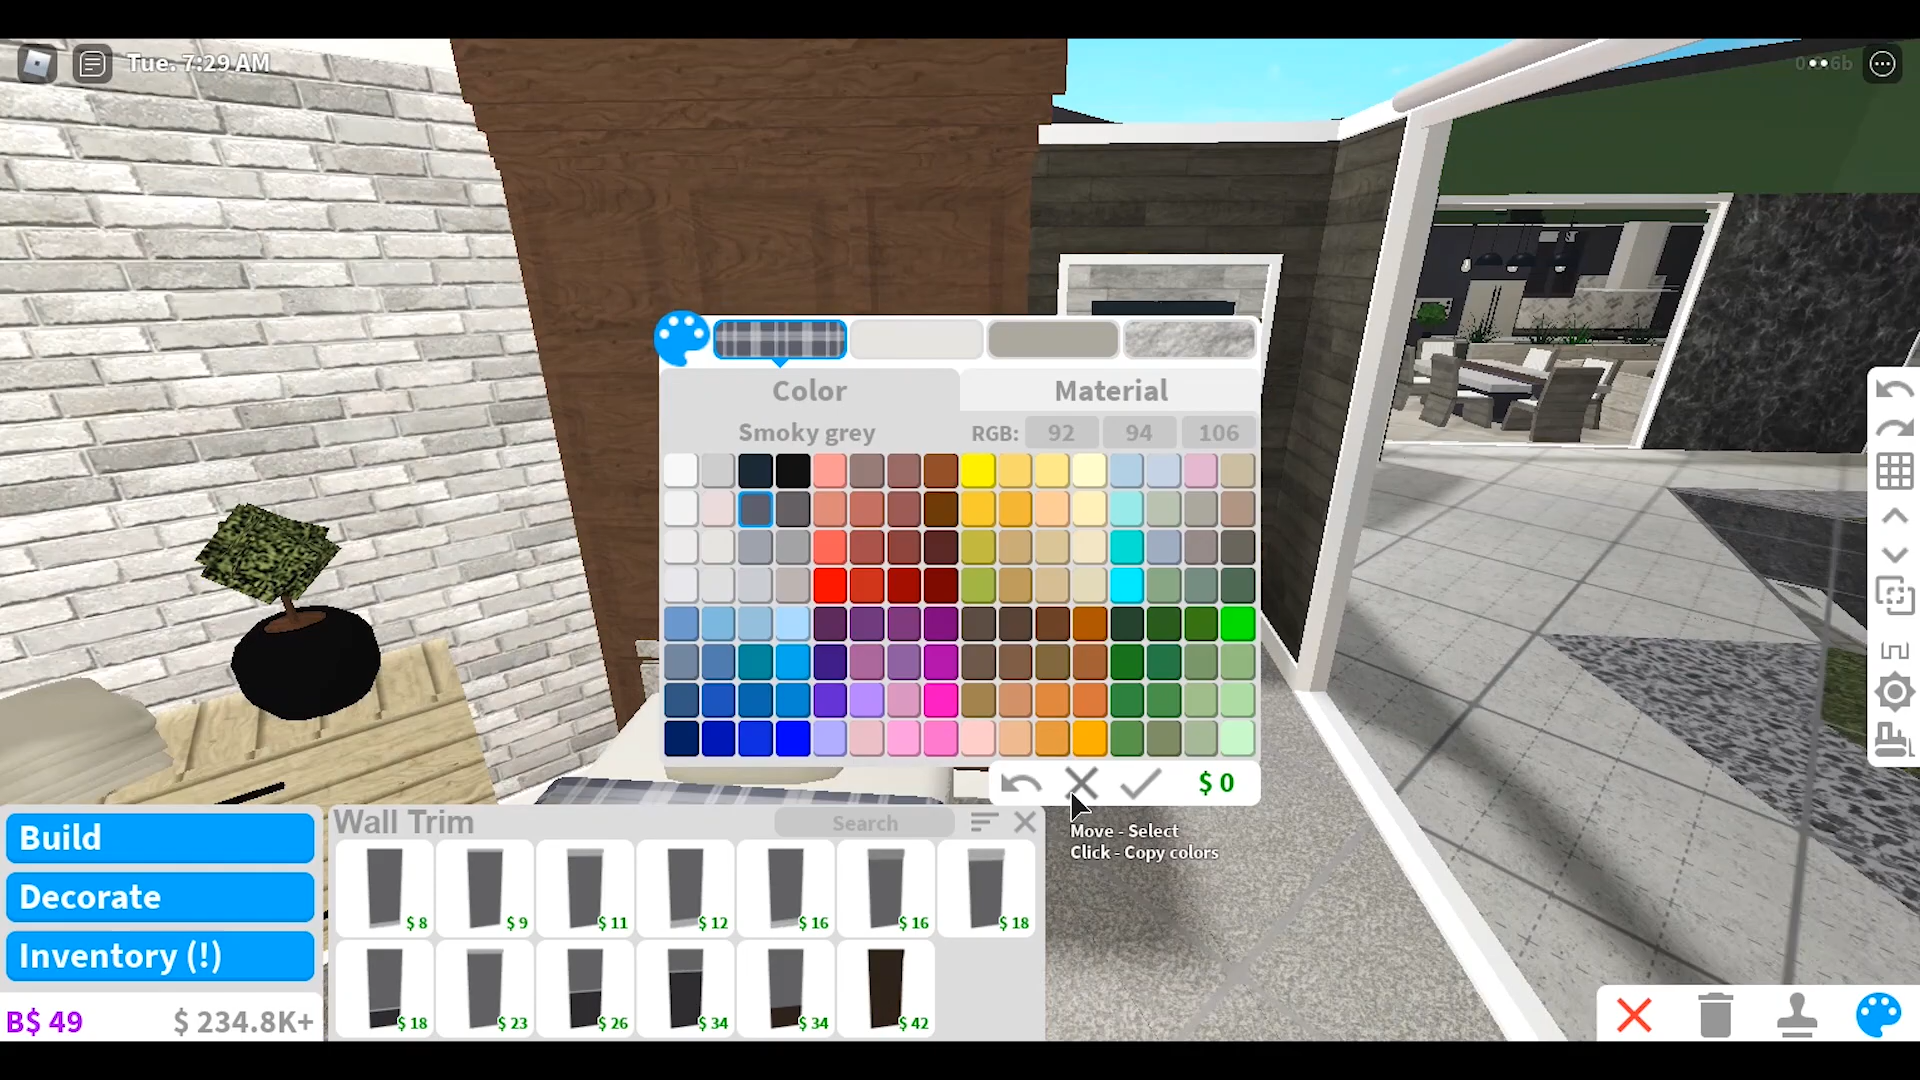 Tue. 7:29 AM
Color
Material
Smoky grey
RGB: 92 94 106
$ 0
Move - Select
Click - Copy colors
Build
Decorate
Inventory (!)
B$ 49
$ 234.8K+
Wall Trim
Search
$ 8
$ 9
$ 11
$ 12
$ 16
$ 16
$ 18
$ 18
$ 23
$ 26
$ 34
$ 34
$ 42